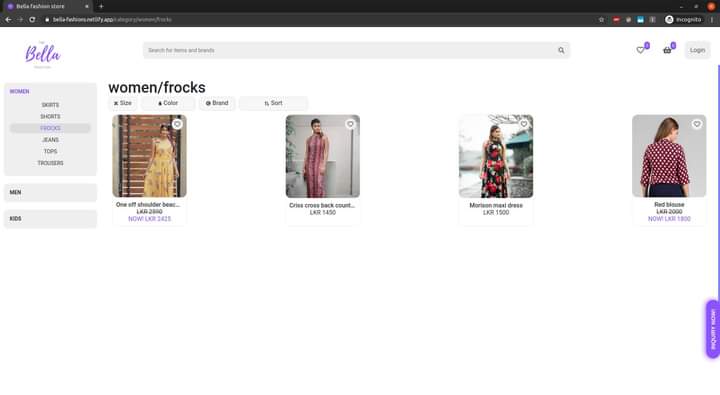 Bella fashion store
bella-fashions.netlify.app/category/women/frocks
Incognito
Bella
Search for items and brands
Login
WOMEN
SKIRTS
SHORTS
FROCKS
JEANS
TOPS
TROUSERS
MEN
KIDS
women/frocks
Size
Color
Brand
Sort
One off shoulder beac...
LKR 2990
NOW! LKR 2425
Criss cross back count...
LKR 1450
Morison maxi dress
LKR 1500
Red blouse
LKR 2000
NOW! LKR 1800
INQUIRY NOW!